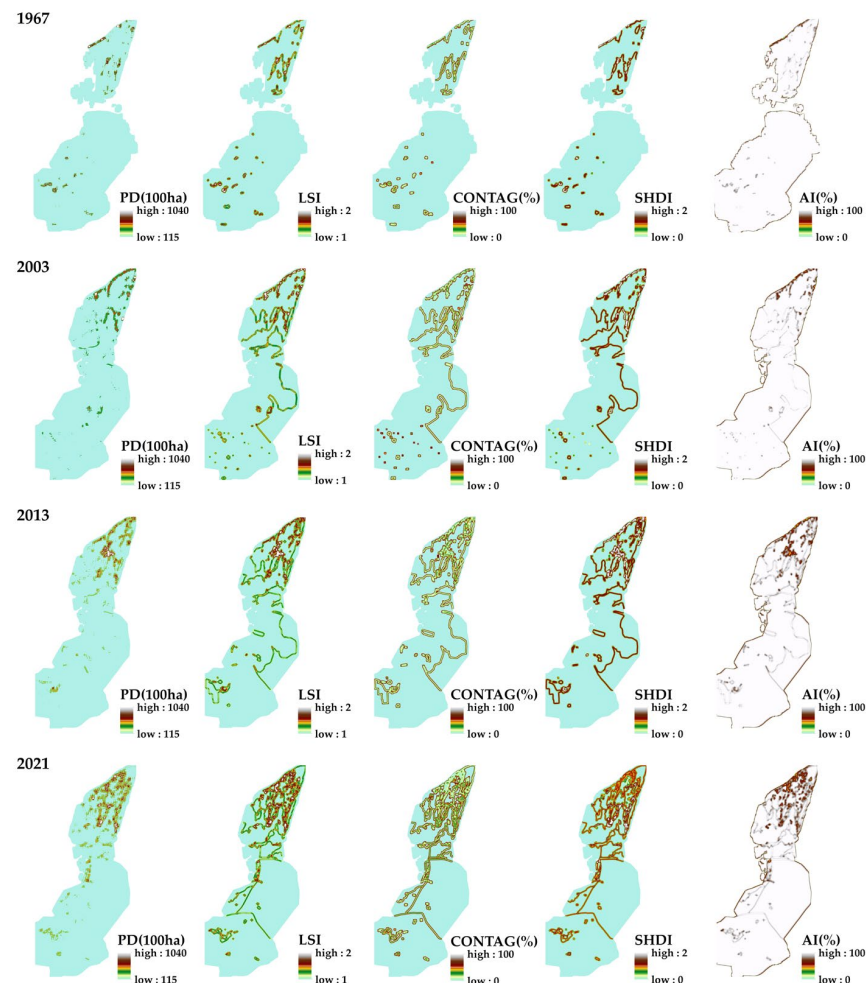 1967
PD(100ha)
high : 1040
low : 115
LSI
high : 2
low : 1
CONTAG(%)
high : 100
low : 0
SHDI
high : 2
low : 0
AI(%)
high : 100
low : 0
2003
PD(100ha)
high : 1040
low : 115
LSI
high : 2
low : 1
CONTAG(%)
high : 100
low : 0
SHDI
high : 2
low : 0
AI(%)
high : 100
low : 0
2013
PD(100ha)
high : 1040
low : 115
LSI
high : 2
low : 1
CONTAG(%)
high : 100
low : 0
SHDI
high : 2
low : 0
AI(%)
high : 100
low : 0
2021
PD(100ha)
high : 1040
low : 115
LSI
high : 2
low : 1
CONTAG(%)
high : 100
low : 0
SHDI
high : 2
low : 0
AI(%)
high : 100
low : 0